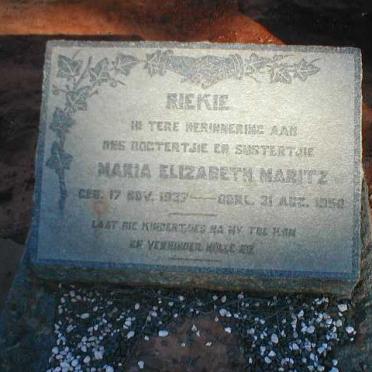 RIEKIE
IN TERE HERINNERING AAN
ONS DOGTERTJIE EN SUSTERTJIE
MARIA ELIZABETH MARITZ
GEB. 17 NOV. 1937 — OORL. 31 AUG. 1950
LAAT DIE KINDERTJIES NA MY TOE KOM
EN VERHINDER HULLE NIE